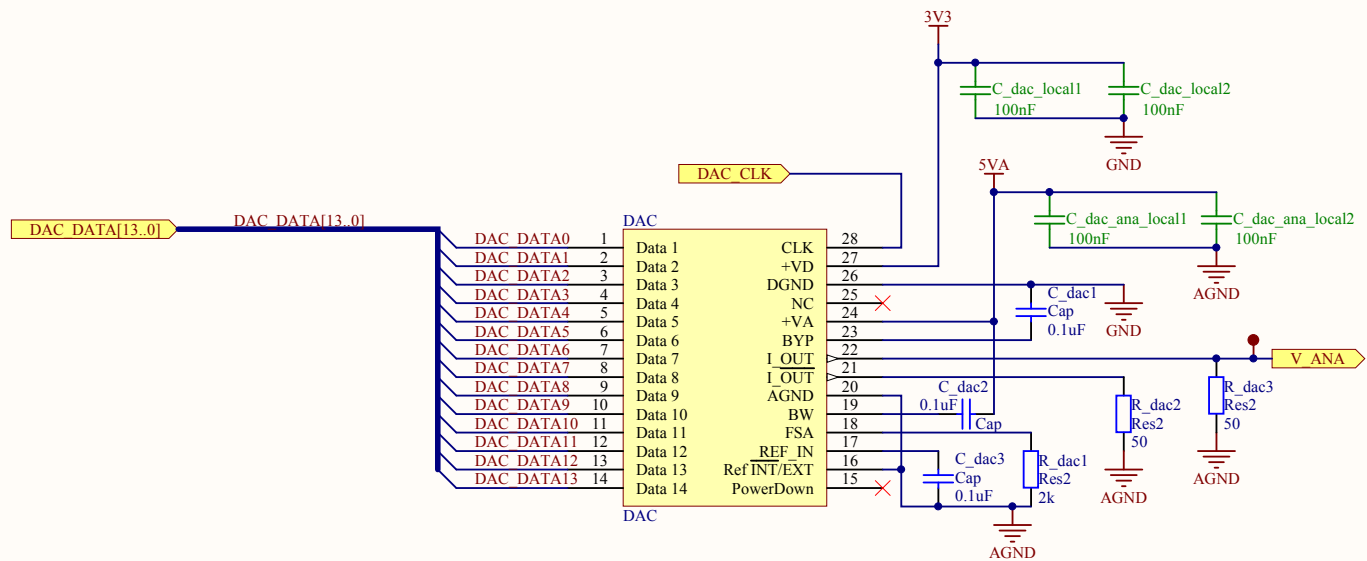 3V3
C_dac_local1
100nF
C_dac_local2
100nF
GND
DAC_CLK
5VA
C_dac_ana_local1
100nF
C_dac_ana_local2
100nF
AGND
DAC_DATA[13..0]
DAC_DATA[13..0]
DAC
DAC_DATA0 1 Data 1 CLK 28
DAC_DATA1 2 Data 2 +VD 27
DAC_DATA2 3 Data 3 DGND 26
DAC_DATA3 4 Data 4 NC 25
DAC_DATA4 5 Data 5 +VA 24
DAC_DATA5 6 Data 6 BYP 23
DAC_DATA6 7 Data 7 I_OUT 22
DAC_DATA7 8 Data 8 I_OUT 21
DAC_DATA8 9 Data 9 AGND 20
DAC_DATA9 10 Data 10 BW 19
DAC_DATA10 11 Data 11 FSA 18
DAC_DATA11 12 Data 12 REF_IN 17
DAC_DATA12 13 Data 13 Ref INT/EXT 16
DAC_DATA13 14 Data 14 PowerDown 15
DAC
C_dac1
Cap
0.1uF
GND
V_ANA
C_dac2
0.1uF
Cap
R_dac3
Res2
50
AGND
R_dac2
Res2
50
AGND
C_dac3
Cap
0.1uF
R_dac1
Res2
2k
AGND